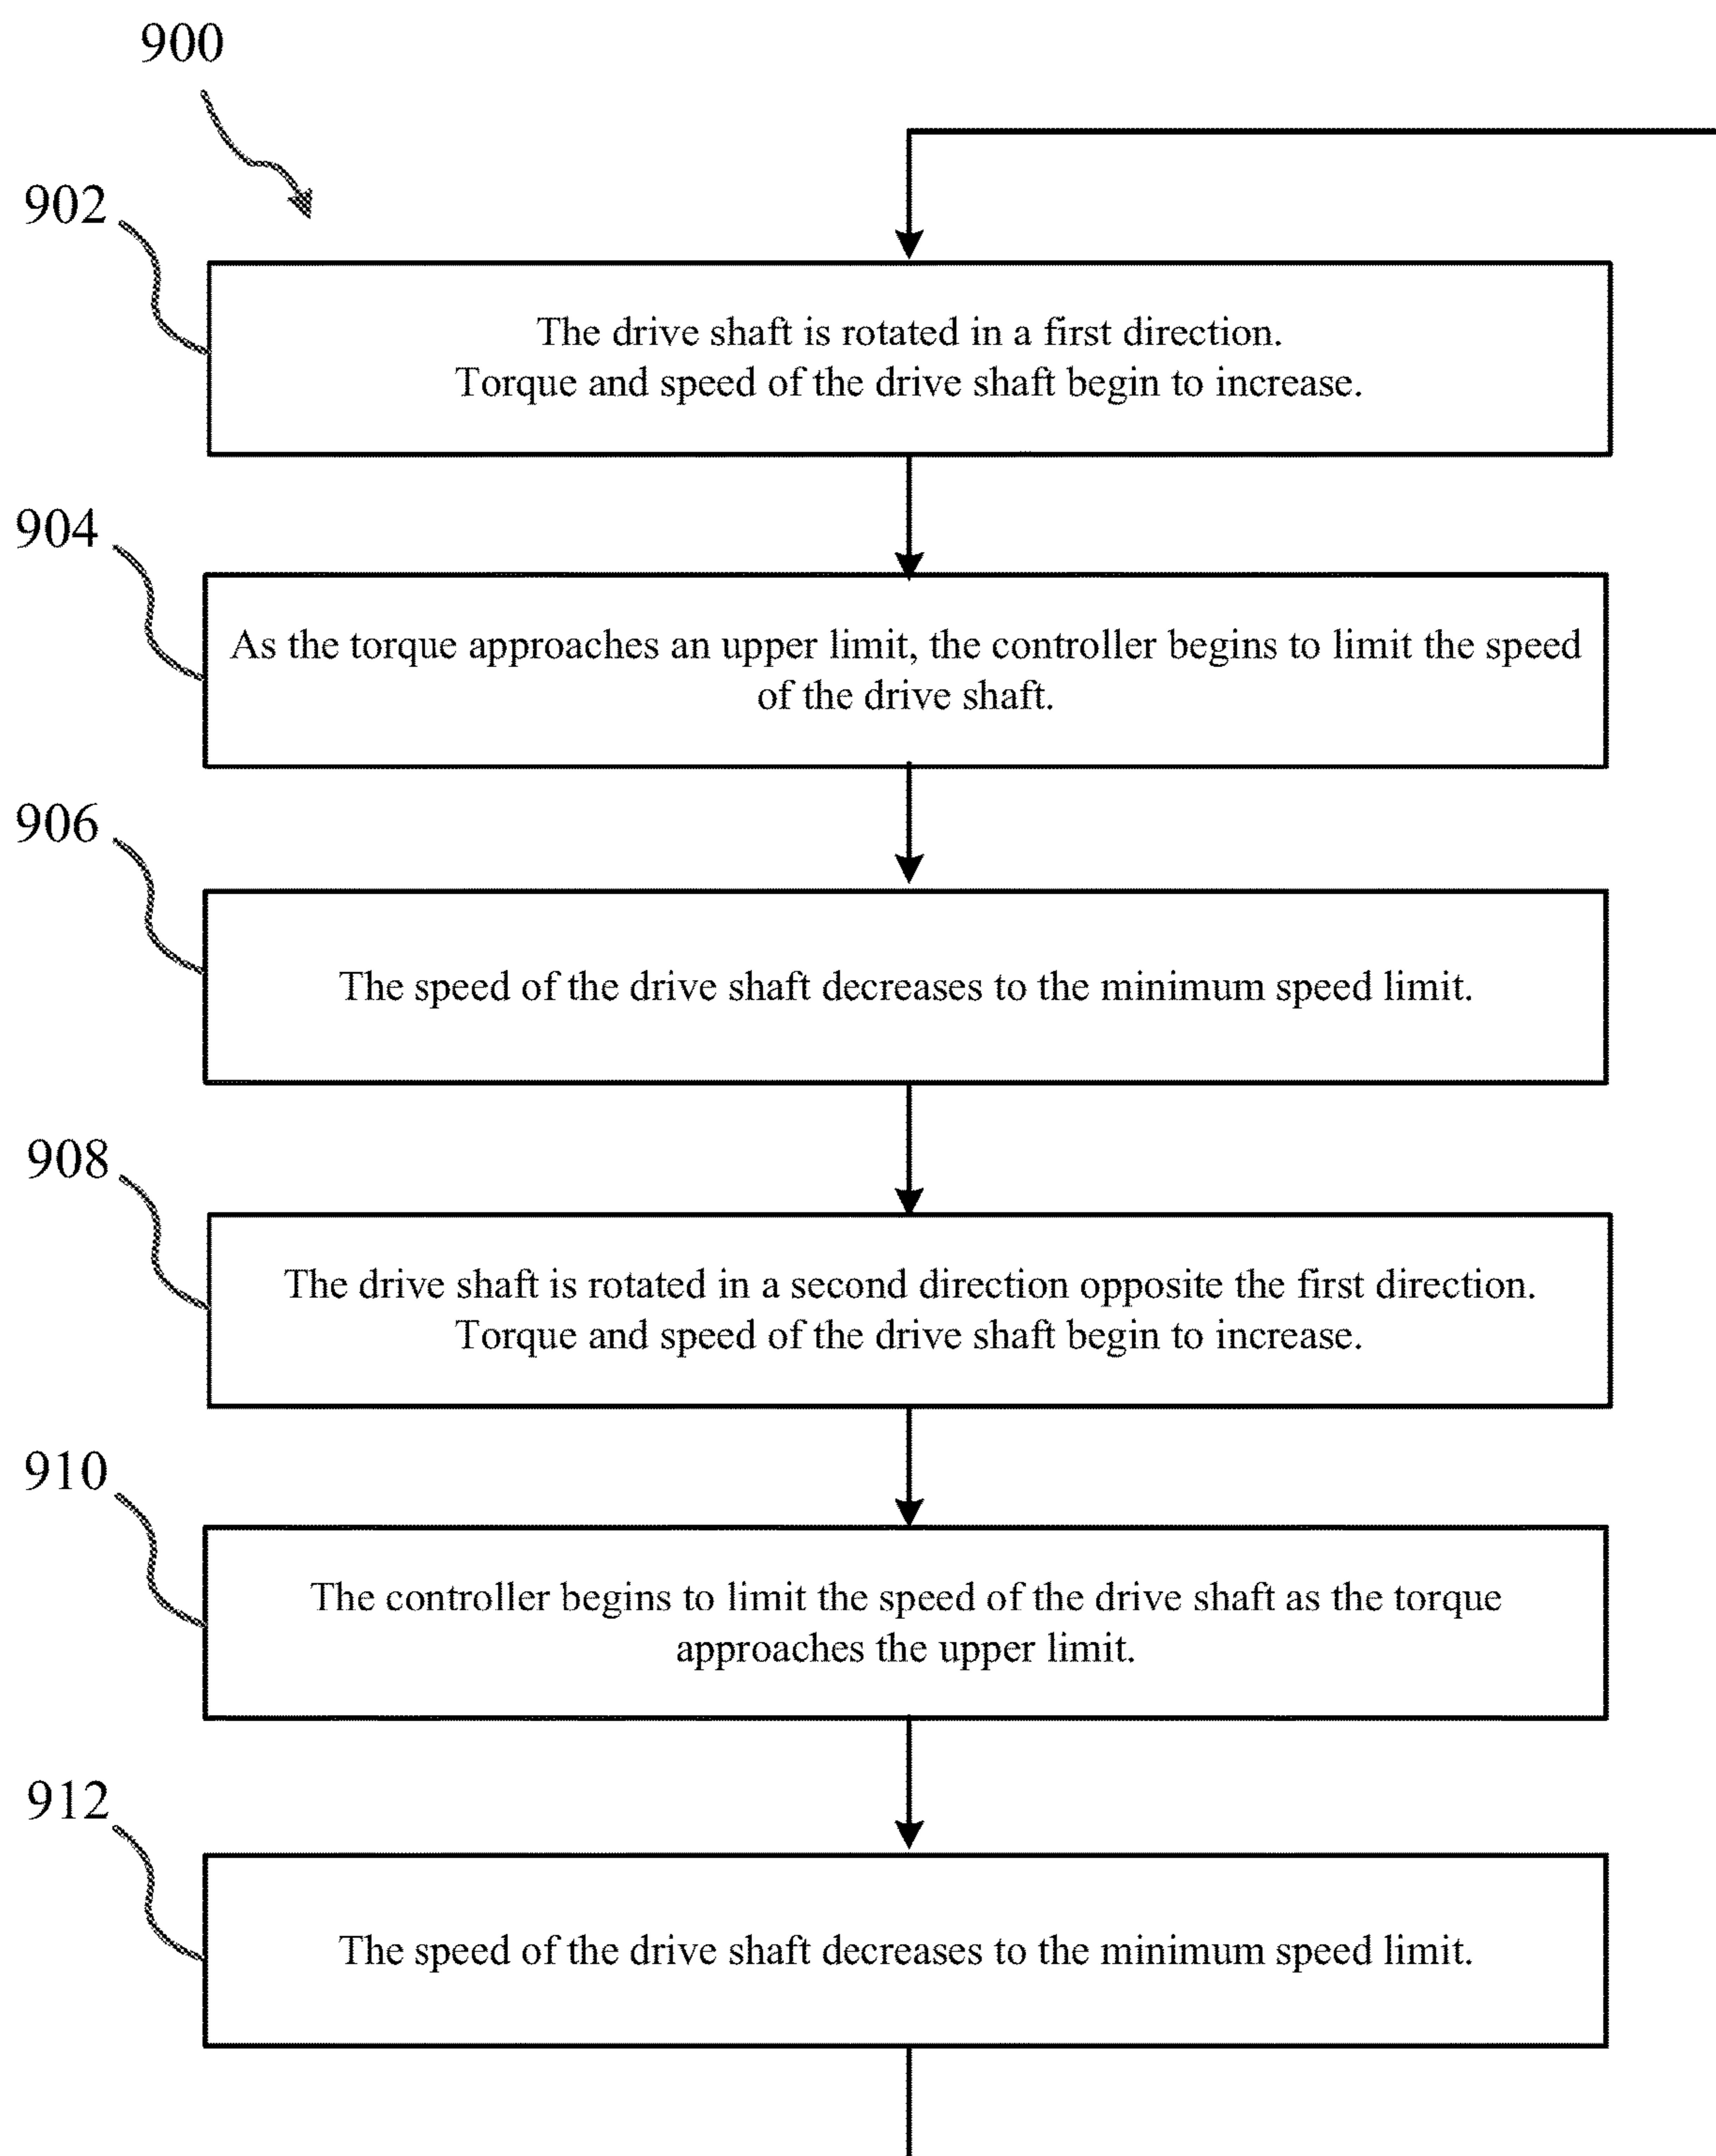 900
902
The drive shaft is rotated in a first direction.
Torque and speed of the drive shaft begin to increase.
904
As the torque approaches an upper limit, the controller begins to limit the speed
of the drive shaft.
906
The speed of the drive shaft decreases to the minimum speed limit.
908
The drive shaft is rotated in a second direction opposite the first direction.
Torque and speed of the drive shaft begin to increase.
910
The controller begins to limit the speed of the drive shaft as the torque
approaches the upper limit.
912
The speed of the drive shaft decreases to the minimum speed limit.